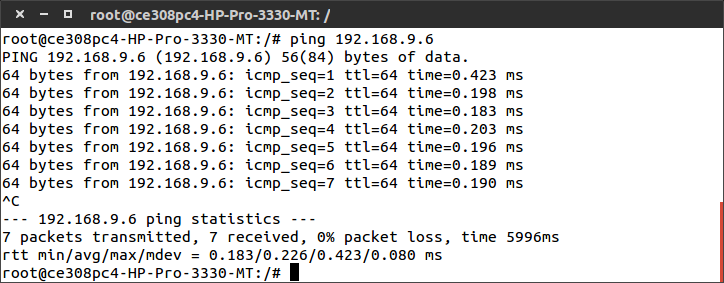 root@ce308pc4-HP-Pro-3330-MT: /
root@ce308pc4-HP-Pro-3330-MT:/# ping 192.168.9.6
PING 192.168.9.6 (192.168.9.6) 56(84) bytes of data.
64 bytes from 192.168.9.6: icmp_seq=1 ttl=64 time=0.423 ms
64 bytes from 192.168.9.6: icmp_seq=2 ttl=64 time=0.198 ms
64 bytes from 192.168.9.6: icmp_seq=3 ttl=64 time=0.183 ms
64 bytes from 192.168.9.6: icmp_seq=4 ttl=64 time=0.203 ms
64 bytes from 192.168.9.6: icmp_seq=5 ttl=64 time=0.196 ms
64 bytes from 192.168.9.6: icmp_seq=6 ttl=64 time=0.189 ms
64 bytes from 192.168.9.6: icmp_seq=7 ttl=64 time=0.190 ms
^C
--- 192.168.9.6 ping statistics ---
7 packets transmitted, 7 received, 0% packet loss, time 5996ms
rtt min/avg/max/mdev = 0.183/0.226/0.423/0.080 ms
root@ce308pc4-HP-Pro-3330-MT:/#